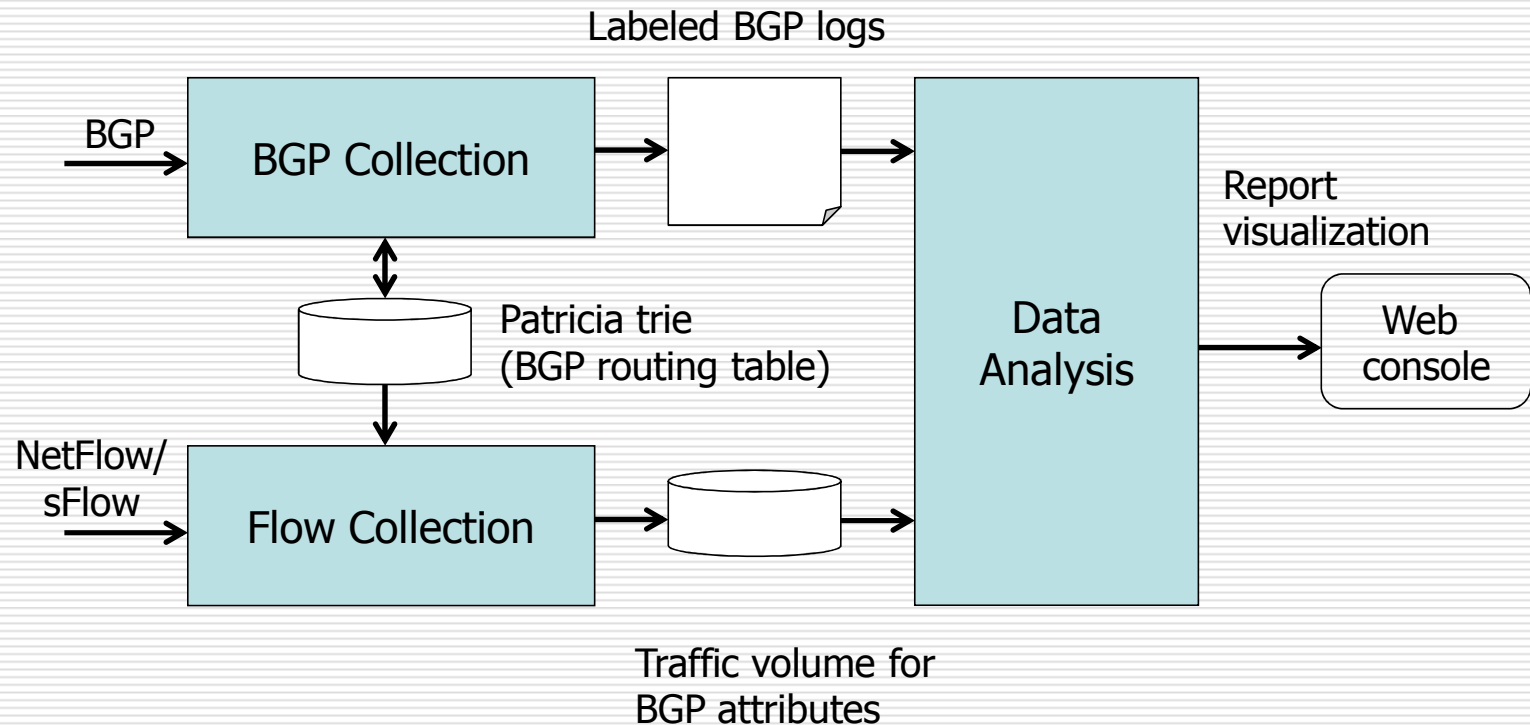 Labeled BGP logs
BGP
BGP Collection
Report
visualization
Patricia trie
(BGP routing table)
Data
Analysis
Web
console
NetFlow/
sFlow
Flow Collection
Traffic volume for
BGP attributes